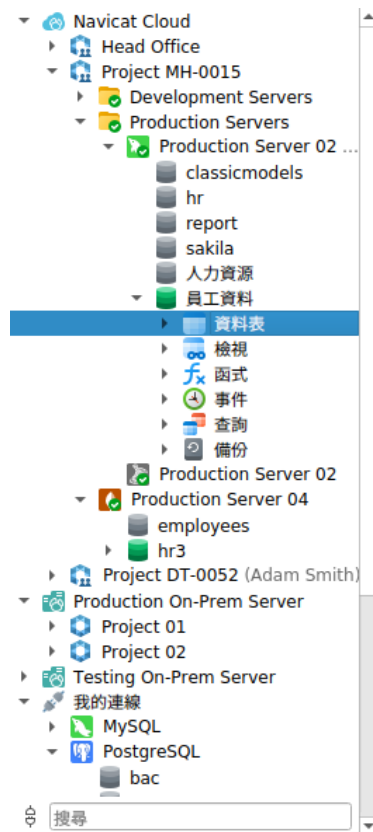 Navicat Cloud
Head Office
Project MH-0015
Development Servers
Production Servers
Production Server 02 ...
classicmodels
hr
report
sakila
人力資源
員工資料
資料表
檢視
函式
事件
查詢
備份
Production Server 02
Production Server 04
employees
hr3
Project DT-0052 (Adam Smith)
Production On-Prem Server
Project 01
Project 02
Testing On-Prem Server
我的連線
MySQL
PostgreSQL
bac
搜尋